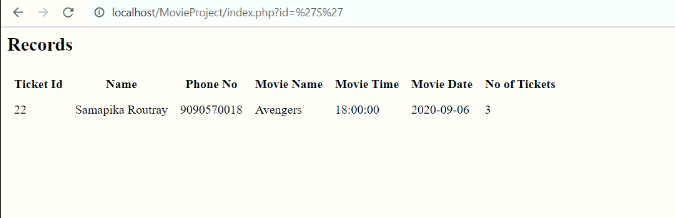 localhost/MovieProject/index.php?id=%27S%27
Records
Ticket Id Name Phone No Movie Name Movie Time Movie Date No of Tickets
22 Samapika Routray 9090570018 Avengers 18:00:00 2020-09-06 3